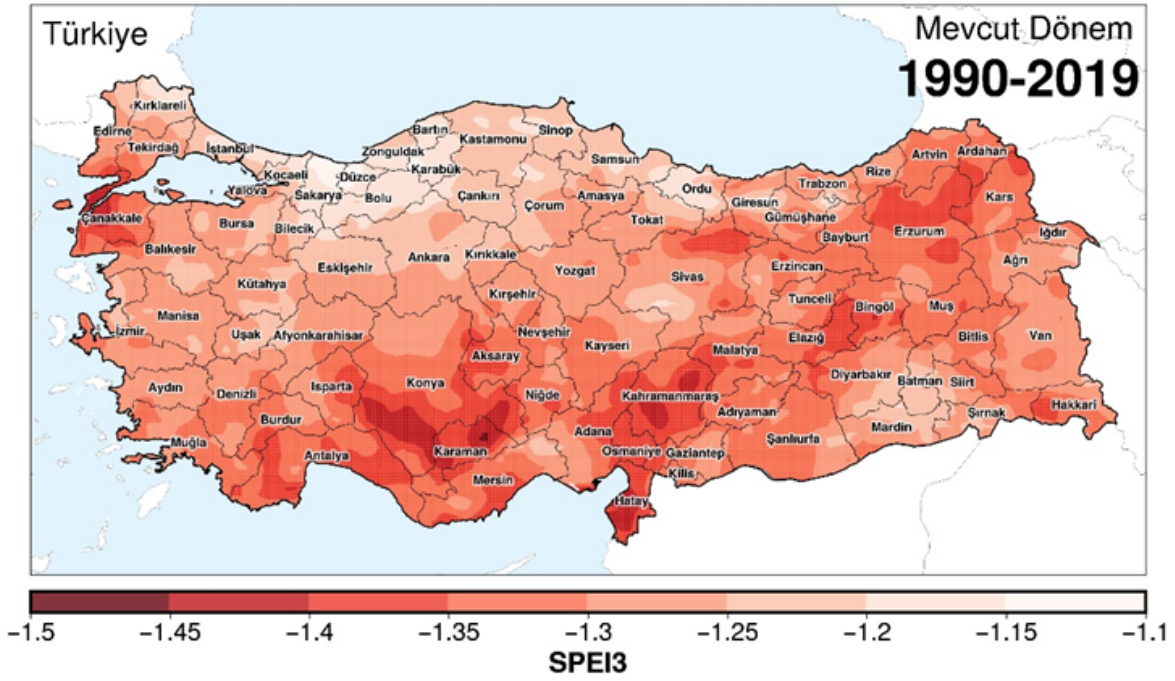 Türkiye
Mevcut Dönem
1990-2019
Kırklareli
Edirne
Tekirdağ
İstanbul
Kocaeli
Yalova
Sakarya
Düzce
Bolu
Zonguldak
Bartın
Karabük
Kastamonu
Sinop
Samsun
Ordu
Giresun
Trabzon
Rize
Artvin
Ardahan
Kars
Iğdır
Çanakkale
Balıkesir
Bursa
Bilecik
Eskişehir
Ankara
Çankırı
Kırıkkale
Çorum
Amasya
Tokat
Yozgat
Sivas
Gümüşhane
Bayburt
Erzurum
Erzincan
Ağrı
Kütahya
Manisa
İzmir
Uşak
Afyonkarahisar
Kırşehir
Nevşehir
Kayseri
Aksaray
Tunceli
Bingöl
Muş
Elazığ
Malatya
Bitlis
Van
Aydın
Denizli
Isparta
Burdur
Konya
Niğde
Kahramanmaraş
Adıyaman
Diyarbakır
Batman
Siirt
Şırnak
Hakkari
Mardin
Şanlıurfa
Muğla
Antalya
Karaman
Mersin
Adana
Osmaniye
Gaziantep
Kilis
Hatay
−1.5 −1.45 −1.4 −1.35 −1.3 −1.25 −1.2 −1.15 −1.1
SPEI3